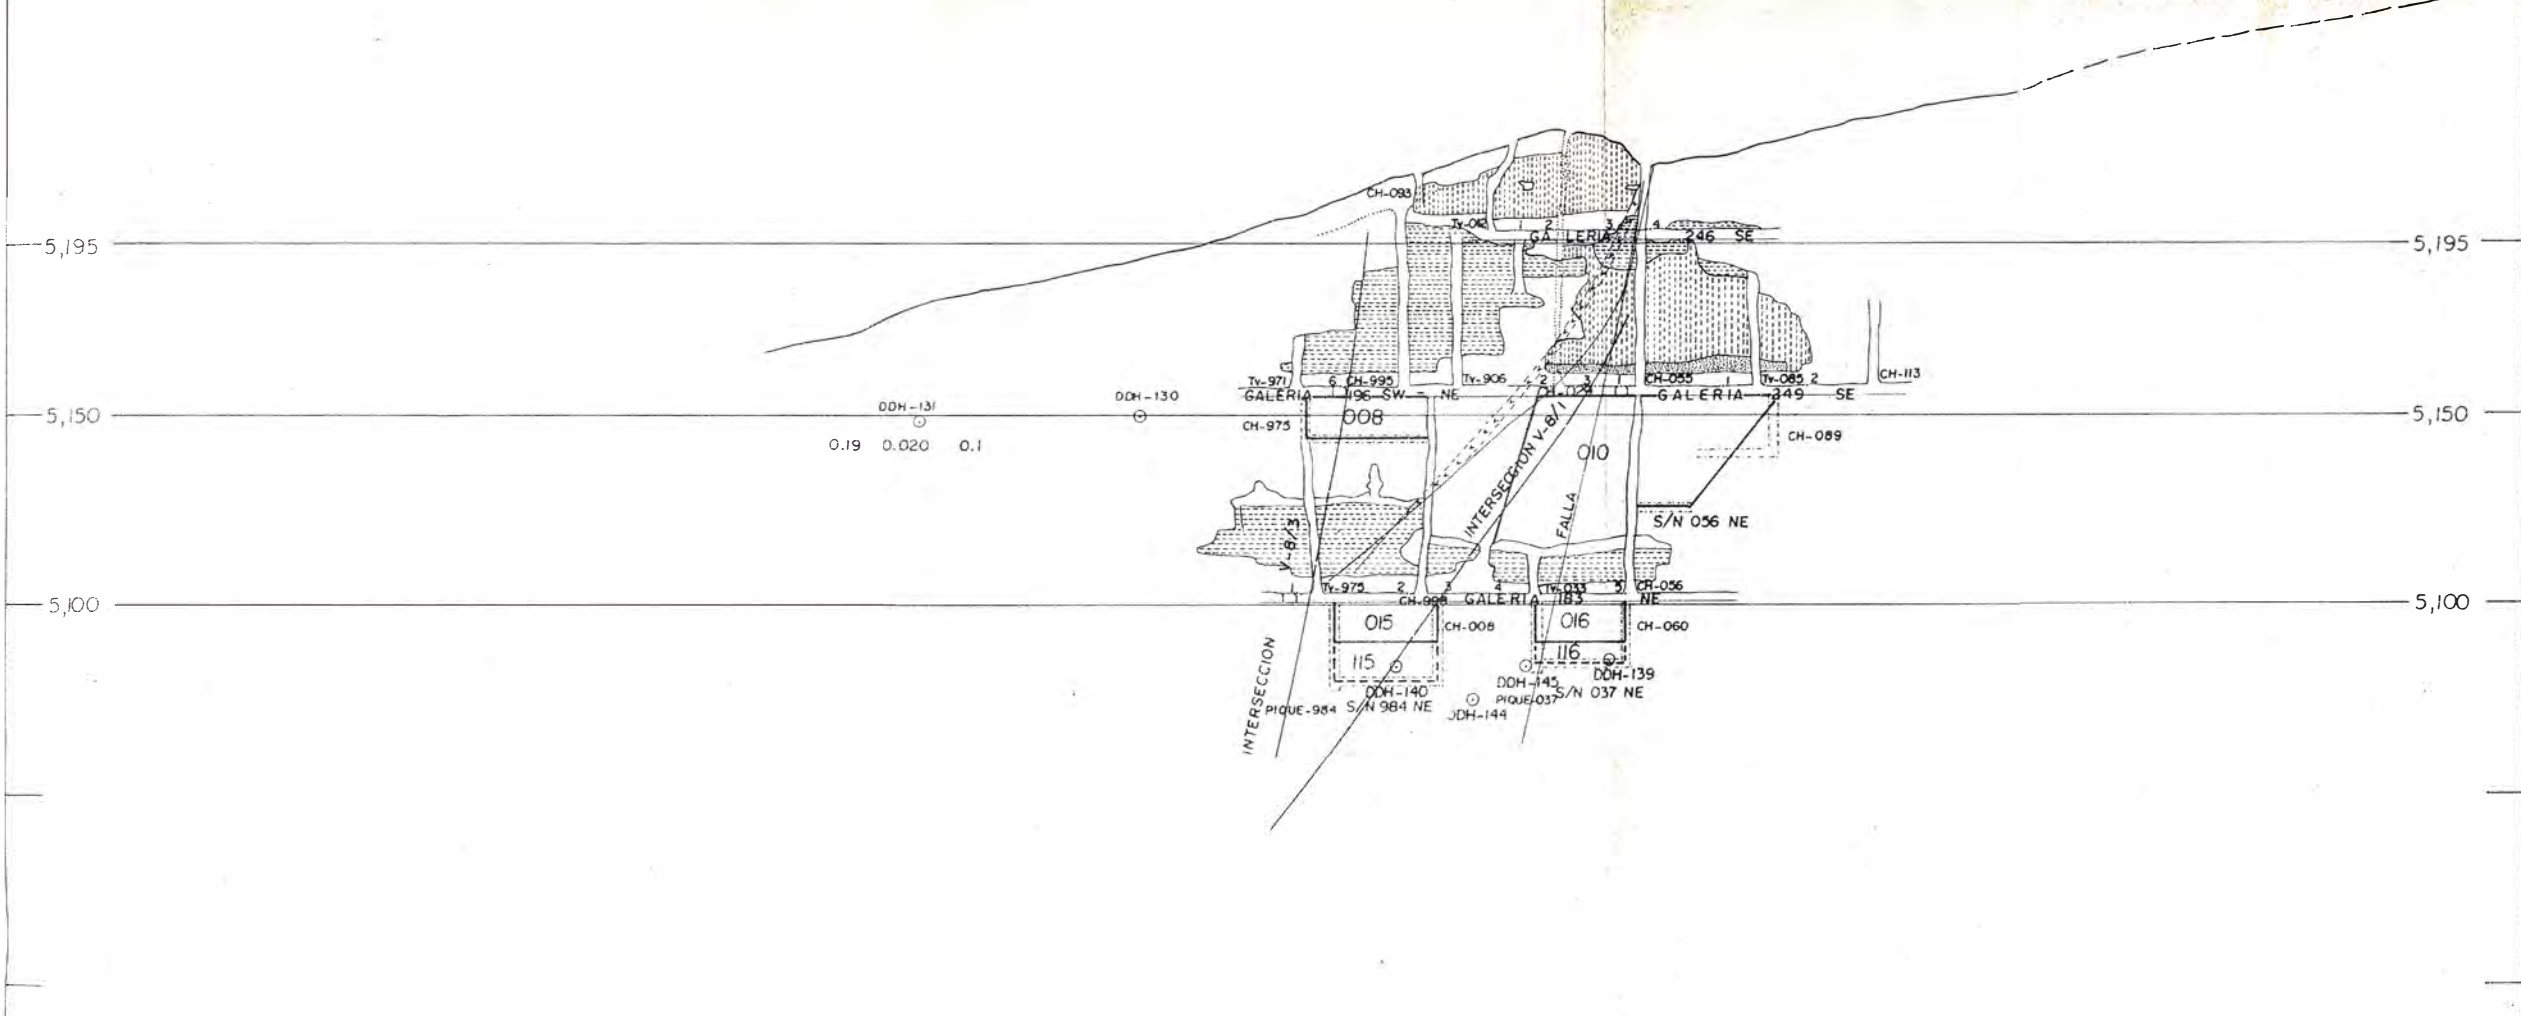 CH-093
Tv-012 1 2 3 4
5,195 GALERIA 246 SE 5,195
Tv-971 6 CH-995 Tv-906 2 3 1 CH-055 1 Tv-085 2 CH-113
GALERIA 196 SW - NE GALERIA 349 SE
DDH-131 DDH-130
5,150 008 5,150
CH-975 CH-089
0.19 0.020 0.1
010
INTERSECCION V-8/1
FALLA
S/N 056 NE
V-8/3
Tv-975 2 3 4 Tv-033 5 CH-056
5,100 CH-998 GALERIA 183 NE 5,100
015 CH-008 016 CH-060
115 116
DDH-139
DDH-140 DDH-145
PIQUE-984 S/N 984 NE PIQUE-037 S/N 037 NE
DDH-144
INTERSECCION